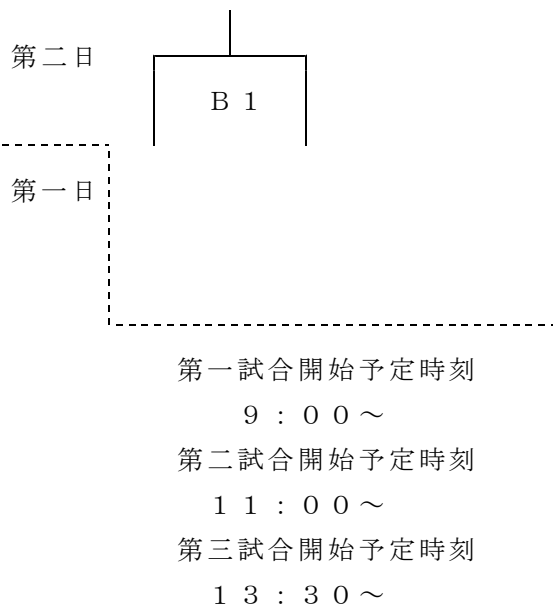 第二日
Ｂ１
第一日
第一試合開始予定時刻
９：００～
第二試合開始予定時刻
１１：００～
第三試合開始予定時刻
１３：３０～